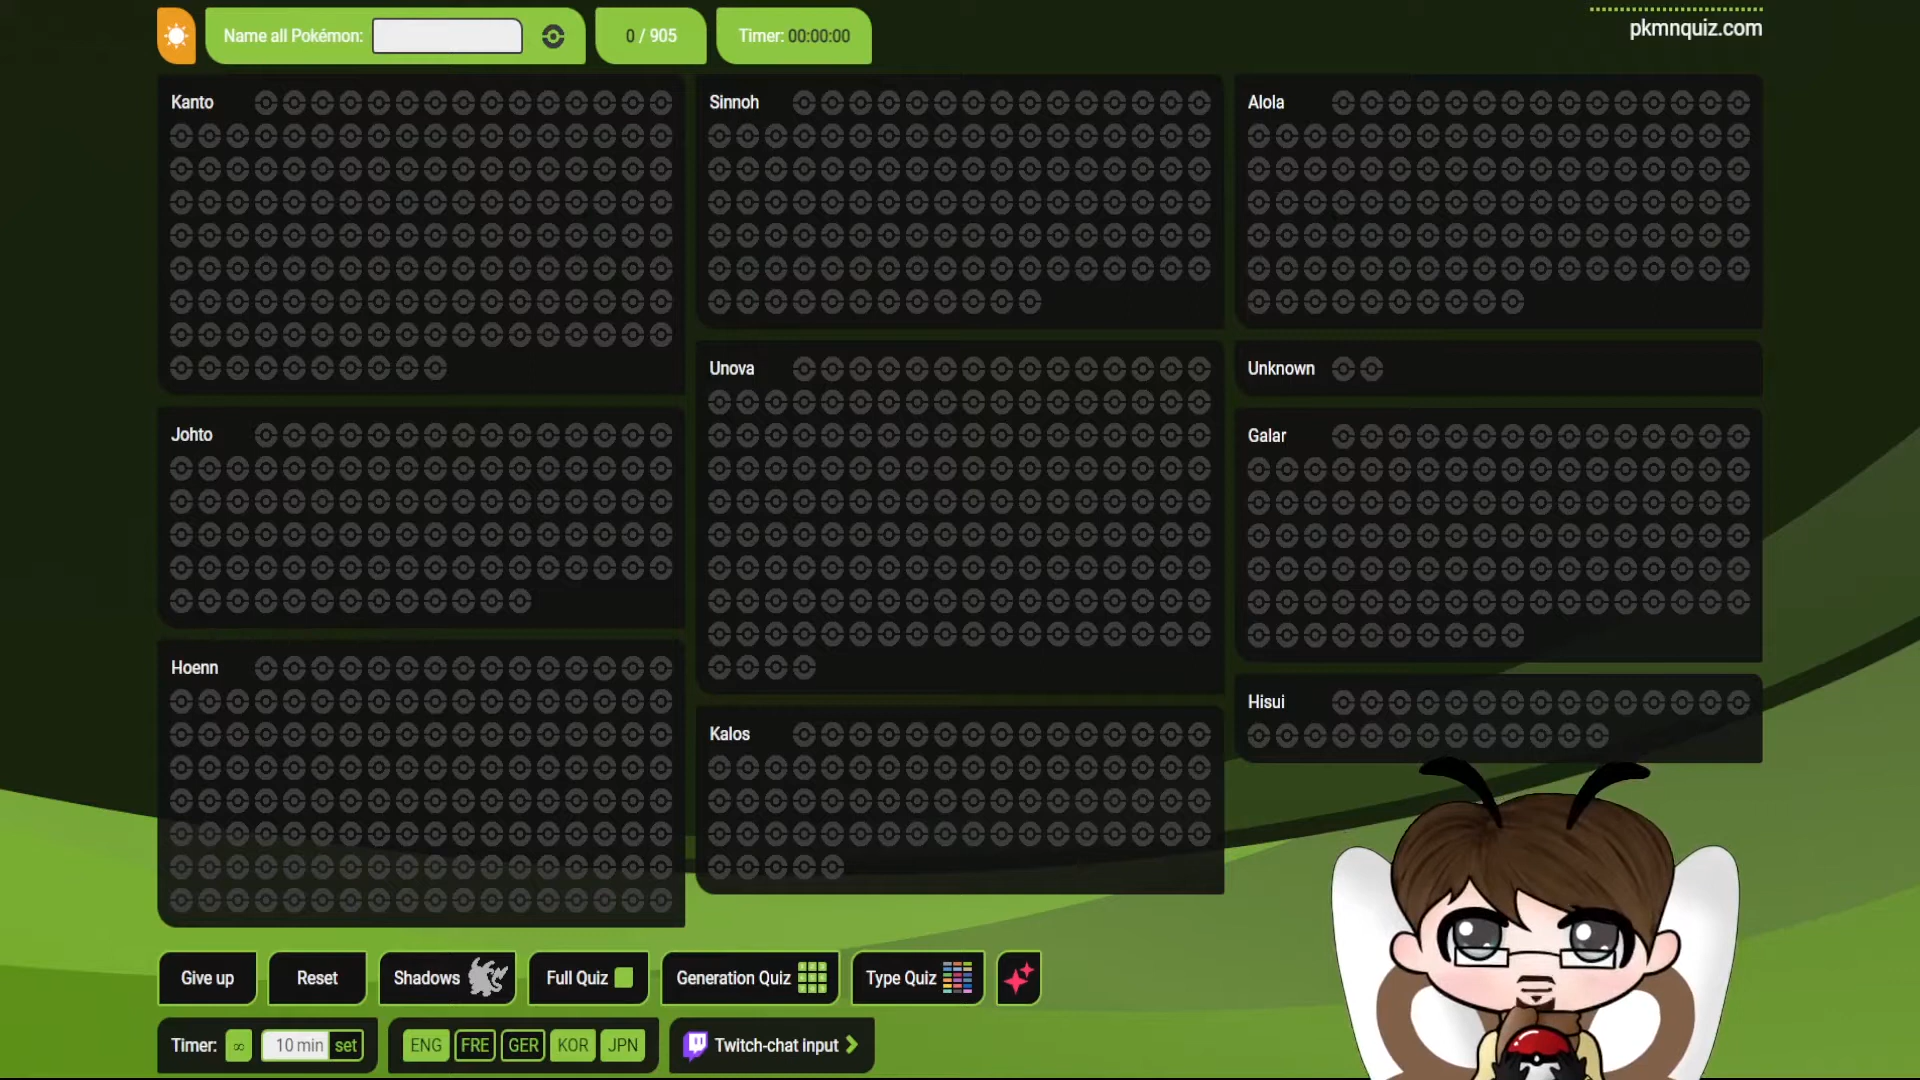 Name all Pokémon:
0 / 905
Timer: 00:00:00
pkmnquiz.com
Kanto
Johto
Hoenn
Sinnoh
Unova
Kalos
Alola
Unknown
Galar
Hisui
Give up
Reset
Shadows
Full Quiz
Generation Quiz
Type Quiz
Timer: ∞ 10 min set
ENG FRE GER KOR JPN
Twitch-chat input